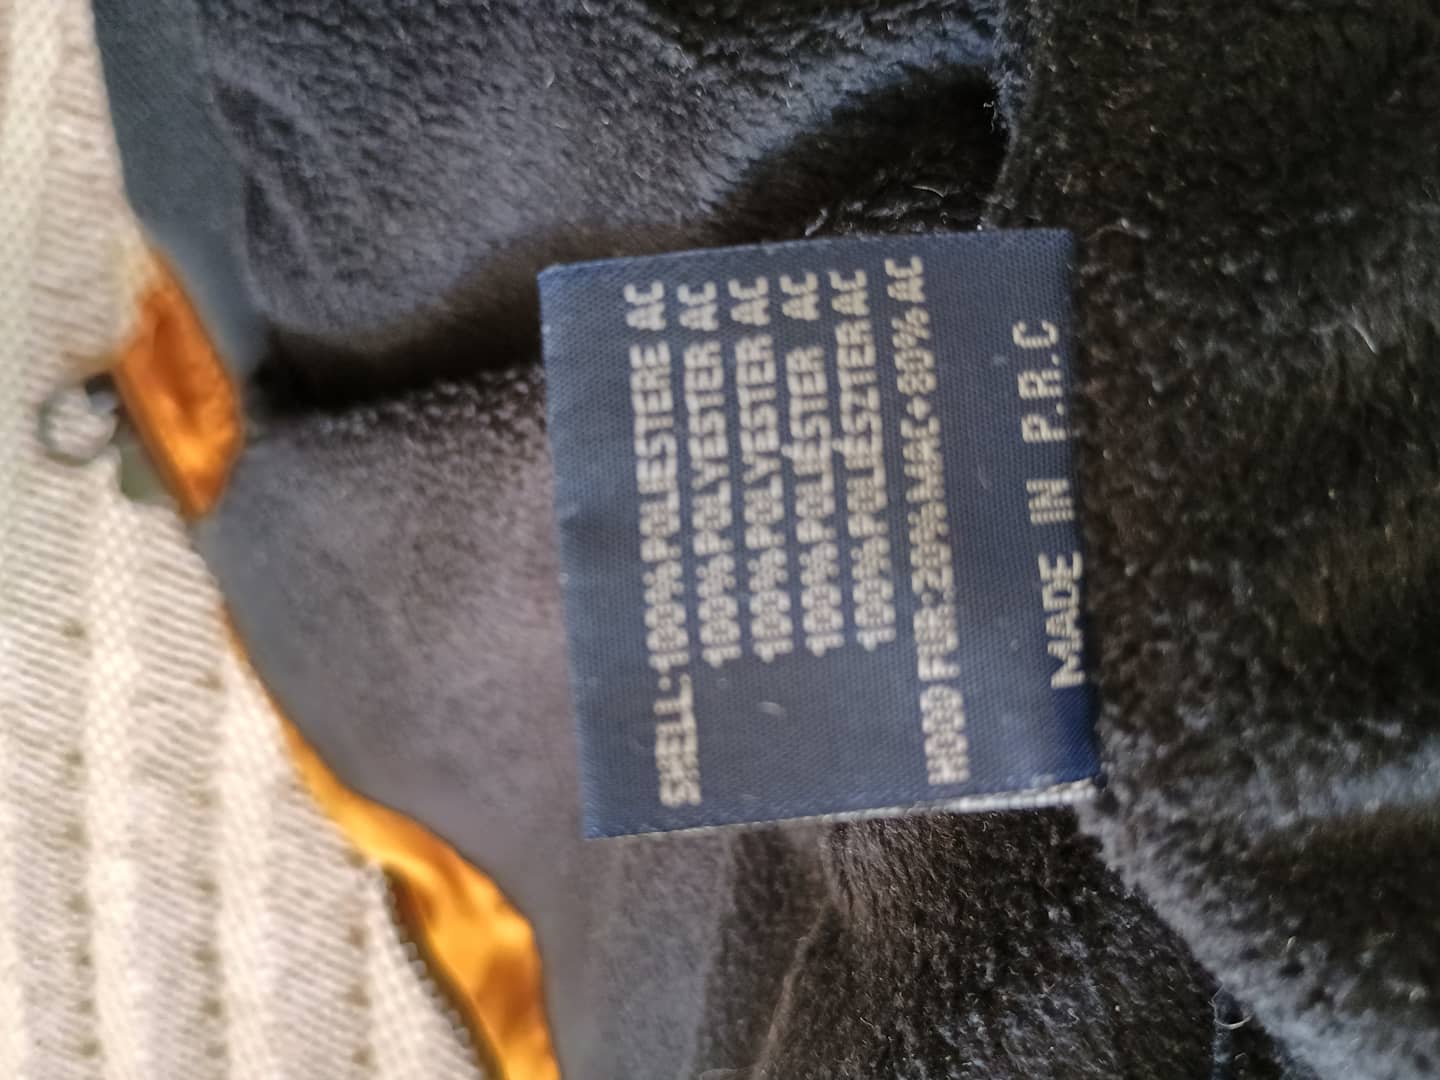 SHELL:100%POLIESTERE AC
100%POLYESTER AC
100%POLYESTER AC
100%POLIÉSTER AC
100%POLIÉSZTER AC
HOOD FUR:20%MAC+80%AC
MADE IN P.R.C